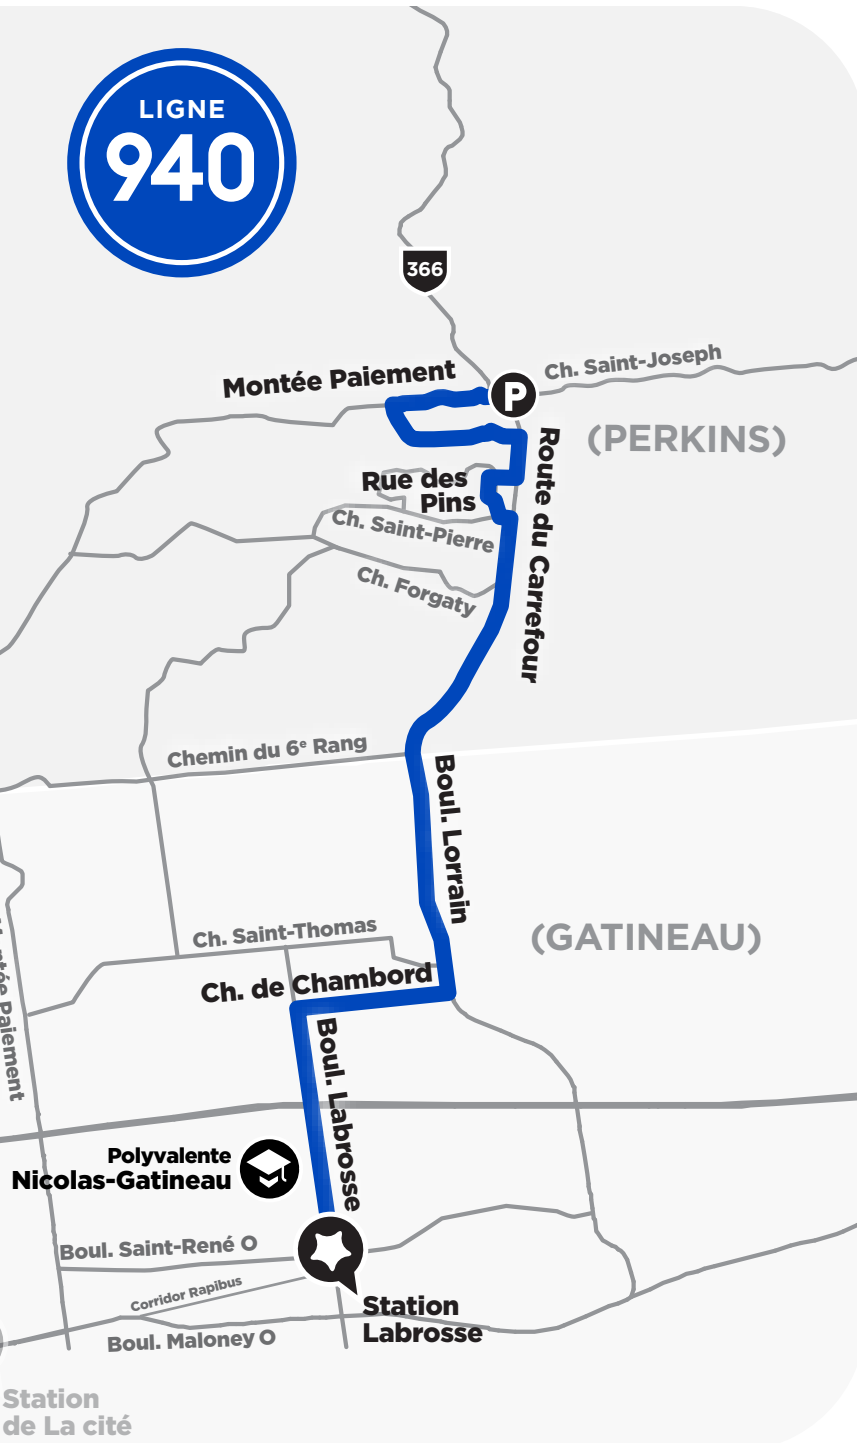 LIGNE
940
366
Ch. Saint-Joseph
Montée Paiement
P
(PERKINS)
Route du Carrefour
Rue des
Pins
Ch. Saint-Pierre
Ch. Forgaty
Chemin du 6e Rang
Boul. Lorrain
Ch. Saint-Thomas
(GATINEAU)
Ch. de Chambord
Montée Paiement
Boul. Labrosse
Polyvalente
Nicolas-Gatineau
Boul. Saint-René O
Corridor Rapibus
Station
Labrosse
Boul. Maloney O
Station
de La cité